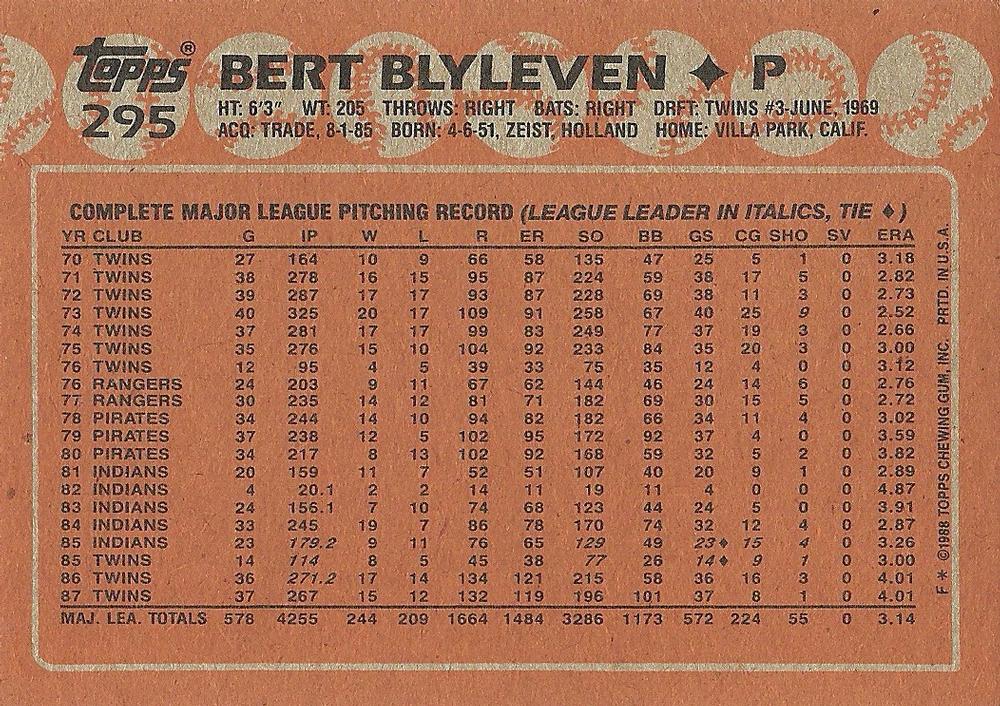 topps® BERT BLYLEVEN ♦ P
295 HT: 6'3" WT: 205 THROWS: RIGHT BATS: RIGHT DRFT: TWINS #3-JUNE, 1969
ACQ: TRADE, 8-1-85 BORN: 4-6-51, ZEIST, HOLLAND HOME: VILLA PARK, CALIF.
COMPLETE MAJOR LEAGUE PITCHING RECORD (LEAGUE LEADER IN ITALICS, TIE ♦)
YR CLUB G IP W L R ER SO BB GS CG SHO SV ERA
70 TWINS 27 164 10 9 66 58 135 47 25 5 1 0 3.18
71 TWINS 38 278 16 15 95 87 224 59 38 17 5 0 2.82
72 TWINS 39 287 17 17 93 87 228 69 38 11 3 0 2.73
73 TWINS 40 325 20 17 109 91 258 67 40 25 9 0 2.52
74 TWINS 37 281 17 17 99 83 249 77 37 19 3 0 2.66
75 TWINS 35 276 15 10 104 92 233 84 35 20 3 0 3.00
76 TWINS 12 95 4 5 39 33 75 35 12 4 0 0 3.12
76 RANGERS 24 203 9 11 67 62 144 46 24 14 6 0 2.76
77 RANGERS 30 235 14 12 81 71 182 69 30 15 5 0 2.72
78 PIRATES 34 244 14 10 94 82 182 66 34 11 4 0 3.02
79 PIRATES 37 238 12 5 102 95 172 92 37 4 0 0 3.59
80 PIRATES 34 217 8 13 102 92 168 59 32 5 2 0 3.82
81 INDIANS 20 159 11 7 52 51 107 40 20 9 1 0 2.89
82 INDIANS 4 20.1 2 2 14 11 19 11 4 0 0 0 4.87
83 INDIANS 24 156.1 7 10 74 68 123 44 24 5 0 0 3.91
84 INDIANS 33 245 19 7 86 78 170 74 32 12 4 0 2.87
85 INDIANS 23 179.2 9 11 76 65 129 49 23♦ 15 4 0 3.26
85 TWINS 14 114 8 5 45 38 77 26 14♦ 9 1 0 3.00
86 TWINS 36 271.2 17 14 134 121 215 58 36 16 3 0 4.01
87 TWINS 37 267 15 12 132 119 196 101 37 8 1 0 4.01
MAJ. LEA. TOTALS 578 4255 244 209 1664 1484 3286 1173 572 224 55 0 3.14
F* ©1988 TOPPS CHEWING GUM, INC. PRTD. IN U.S.A.